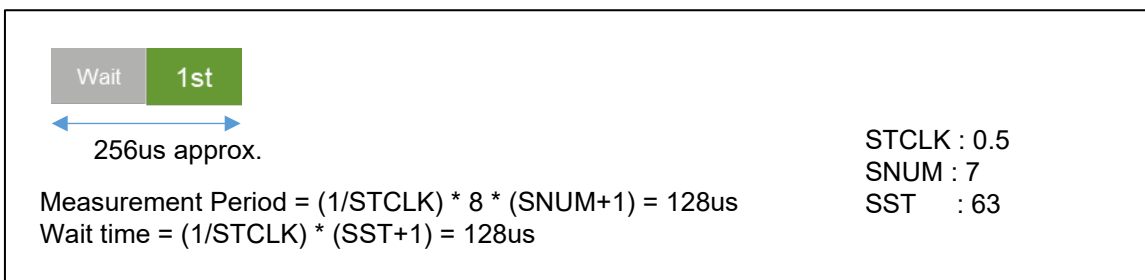 Wait 1st
256us approx.
STCLK : 0.5
SNUM : 7
SST : 63
Measurement Period = (1/STCLK) * 8 * (SNUM+1) = 128us
Wait time = (1/STCLK) * (SST+1) = 128us